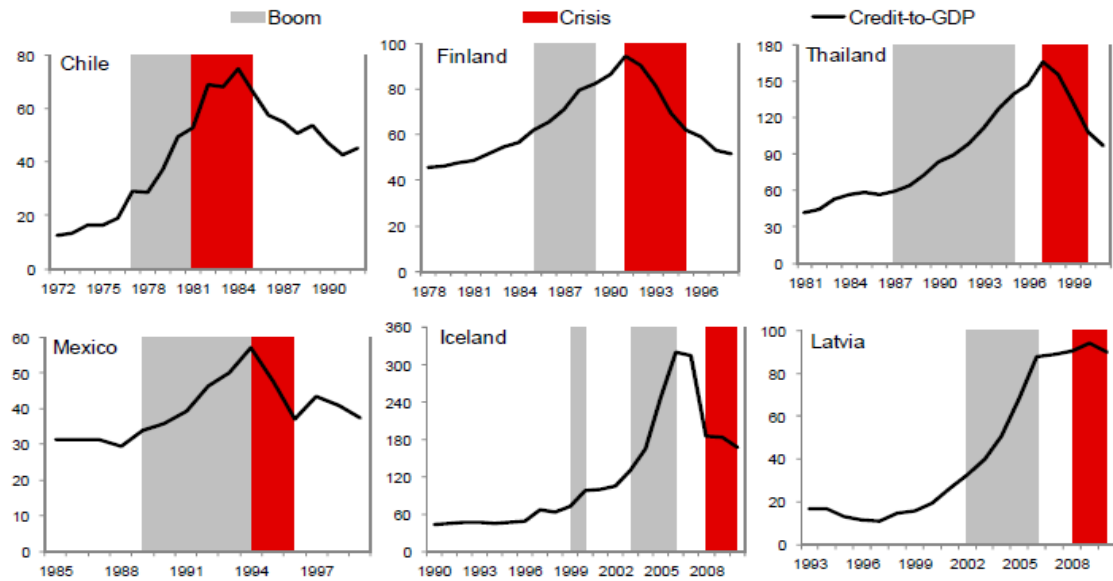 Boom Crisis Credit-to-GDP
Chile
80
60
40
20
0
1972 1975 1978 1981 1984 1987 1990
Finland
100
80
60
40
20
0
1978 1981 1984 1987 1990 1993 1996
Thailand
180
150
120
90
60
30
0
1981 1984 1987 1990 1993 1996 1999
Mexico
60
50
40
30
20
10
0
1985 1988 1991 1994 1997
Iceland
360
300
240
180
120
60
0
1990 1993 1996 1999 2002 2005 2008
Latvia
100
80
60
40
20
0
1993 1996 1999 2002 2005 2008